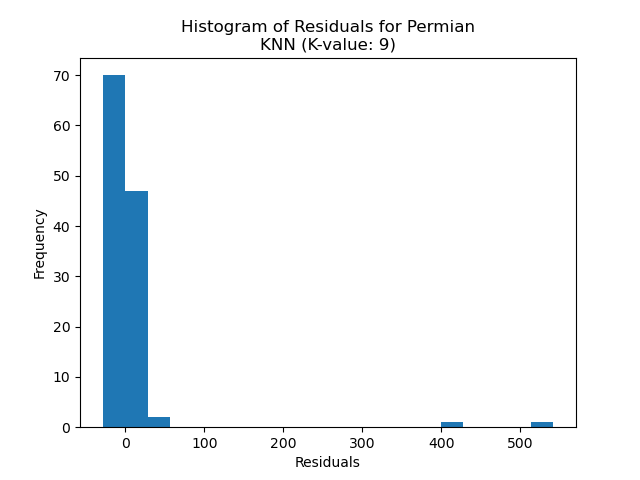 Histogram of Residuals for Permian
KNN (K-value: 9)
70
60
50
40
30
20
10
0
Frequency
0 100 200 300 400 500
Residuals